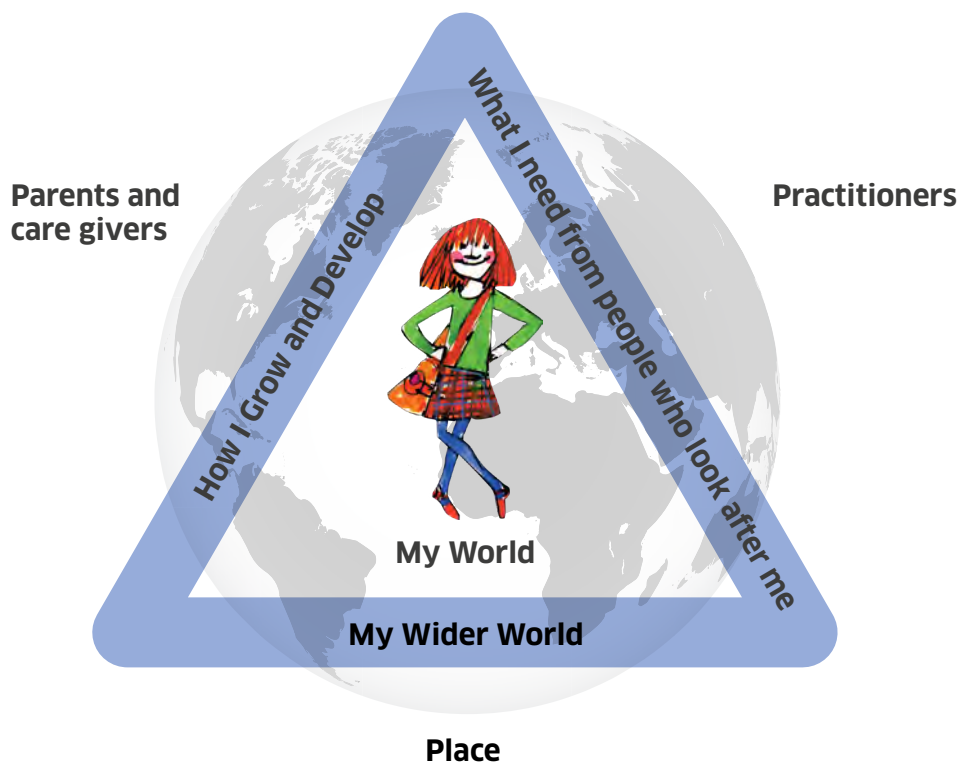 What I need from people who look after me
Parents and
care givers
Practitioners
How I Grow and Develop
My World
My Wider World
Place